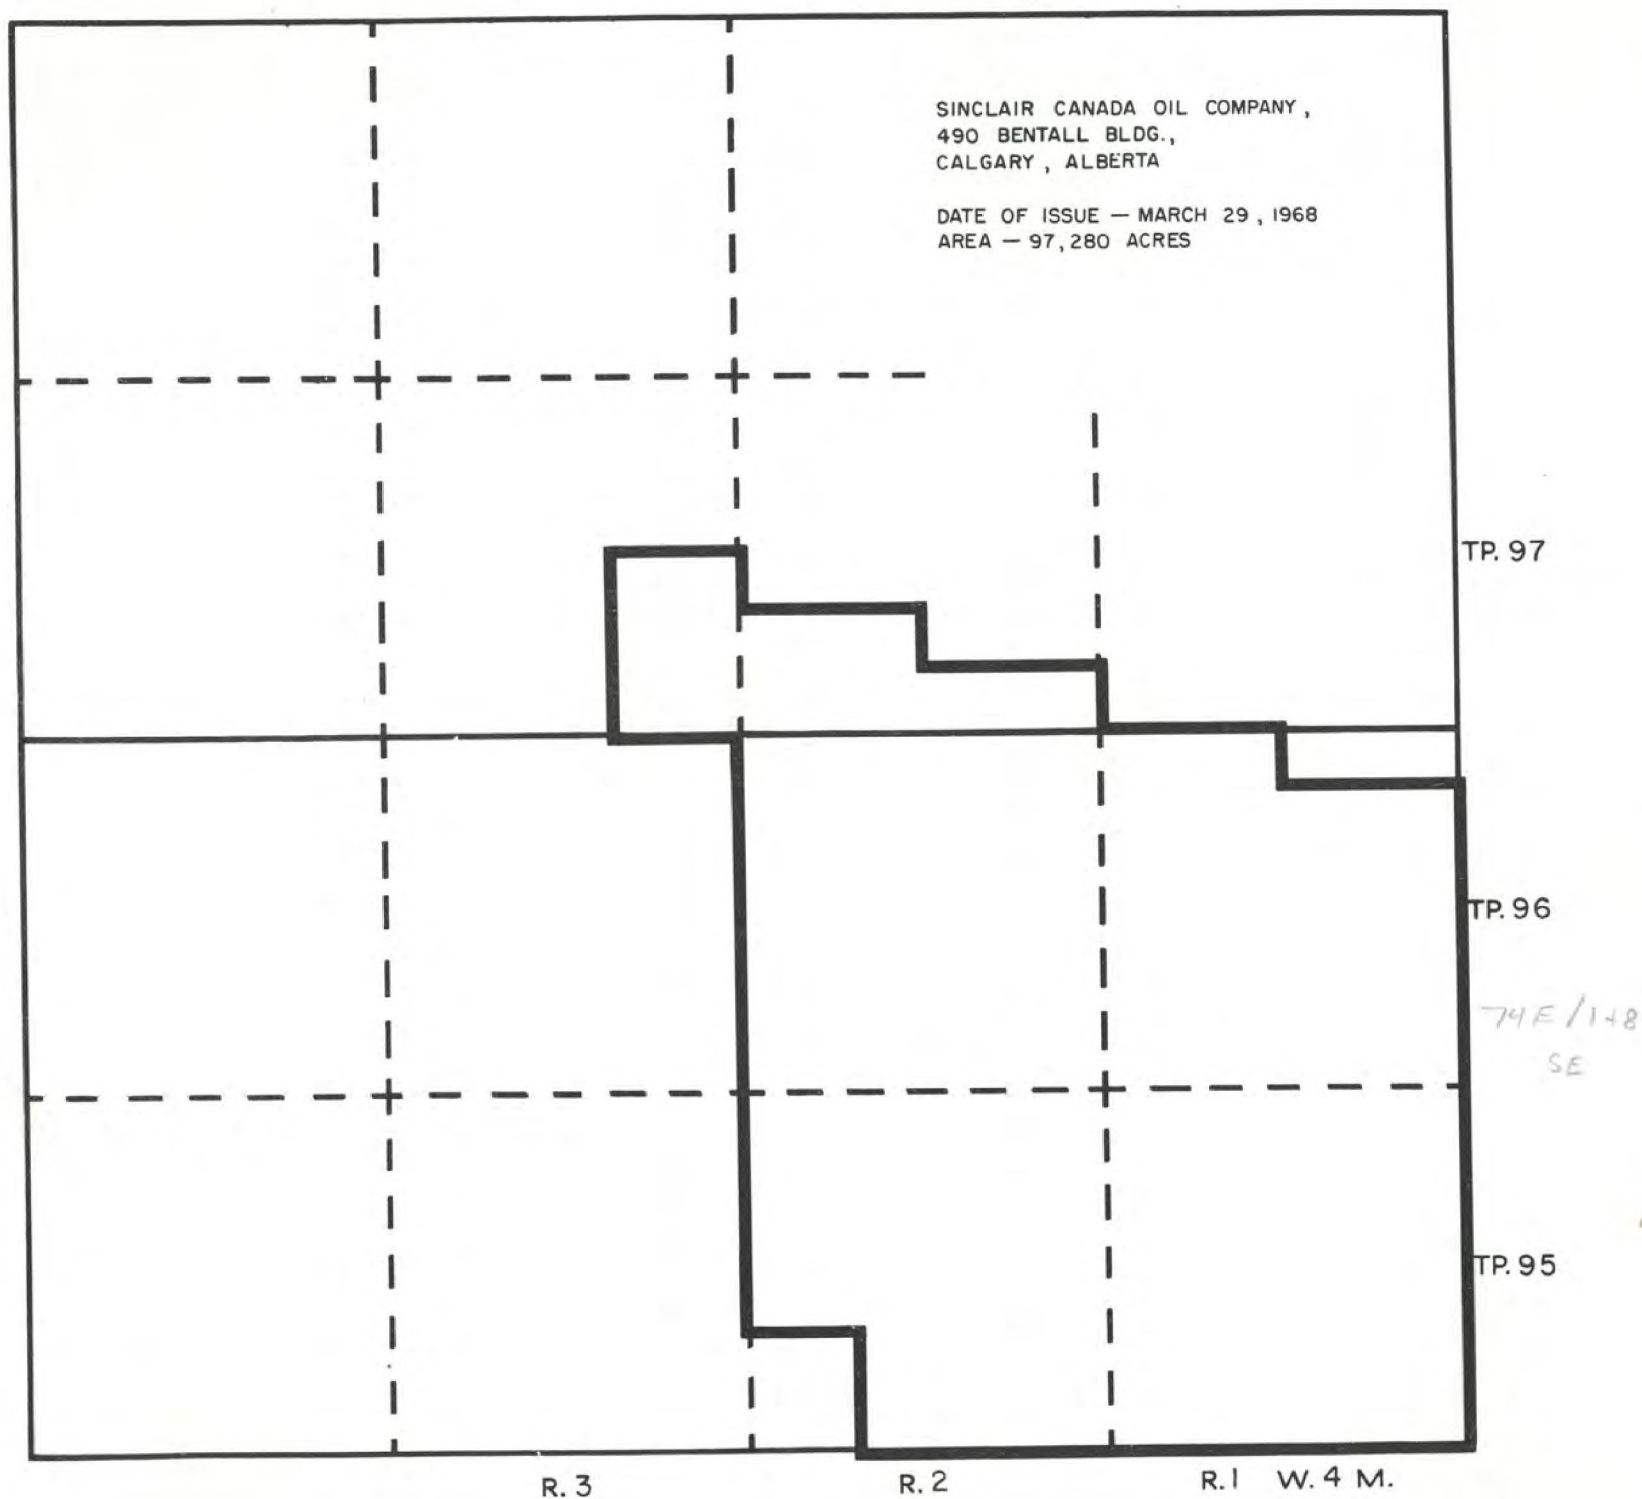 SINCLAIR CANADA OIL COMPANY,
490 BENTALL BLDG.,
CALGARY, ALBERTA
DATE OF ISSUE — MARCH 29, 1968
AREA — 97,280 ACRES
TP. 97
TP. 96
74E/1+8
SE
TP. 95
R. 3 R. 2 R. 1 W. 4 M.